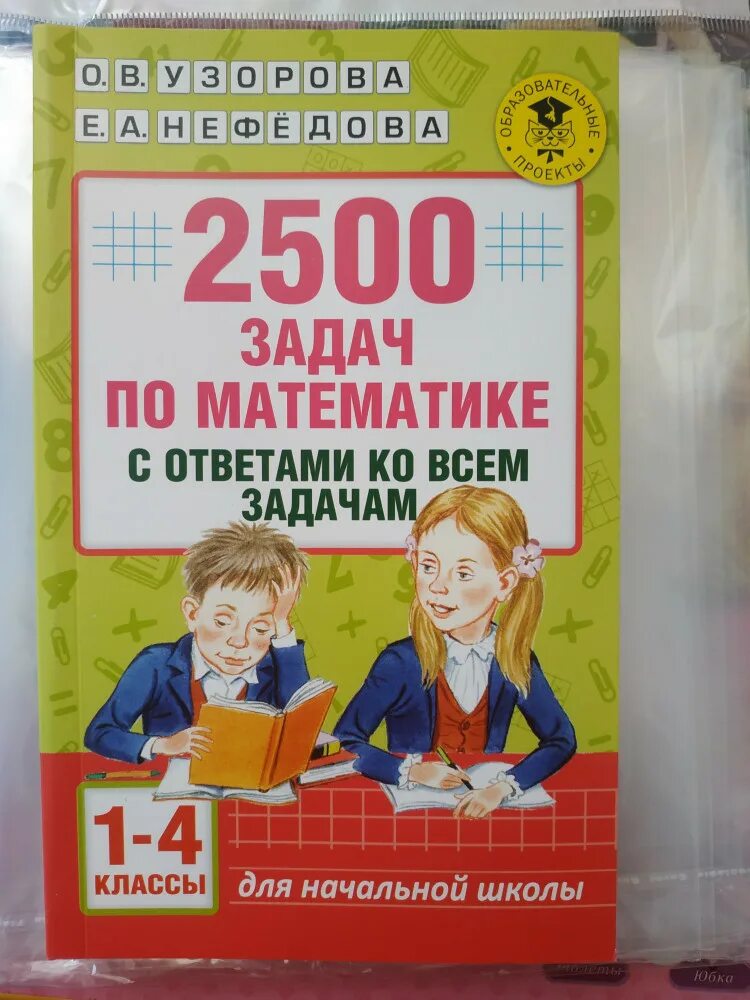 О.В. УЗОРОВА
Е.А. НЕФЁДОВА
ОБРАЗОВАТЕЛЬНЫЕ
ПРОЕКТЫ
2500
ЗАДАЧ
ПО МАТЕМАТИКЕ
С ОТВЕТАМИ КО ВСЕМ
ЗАДАЧАМ
1-4
КЛАССЫ
для начальной школы
Юбка